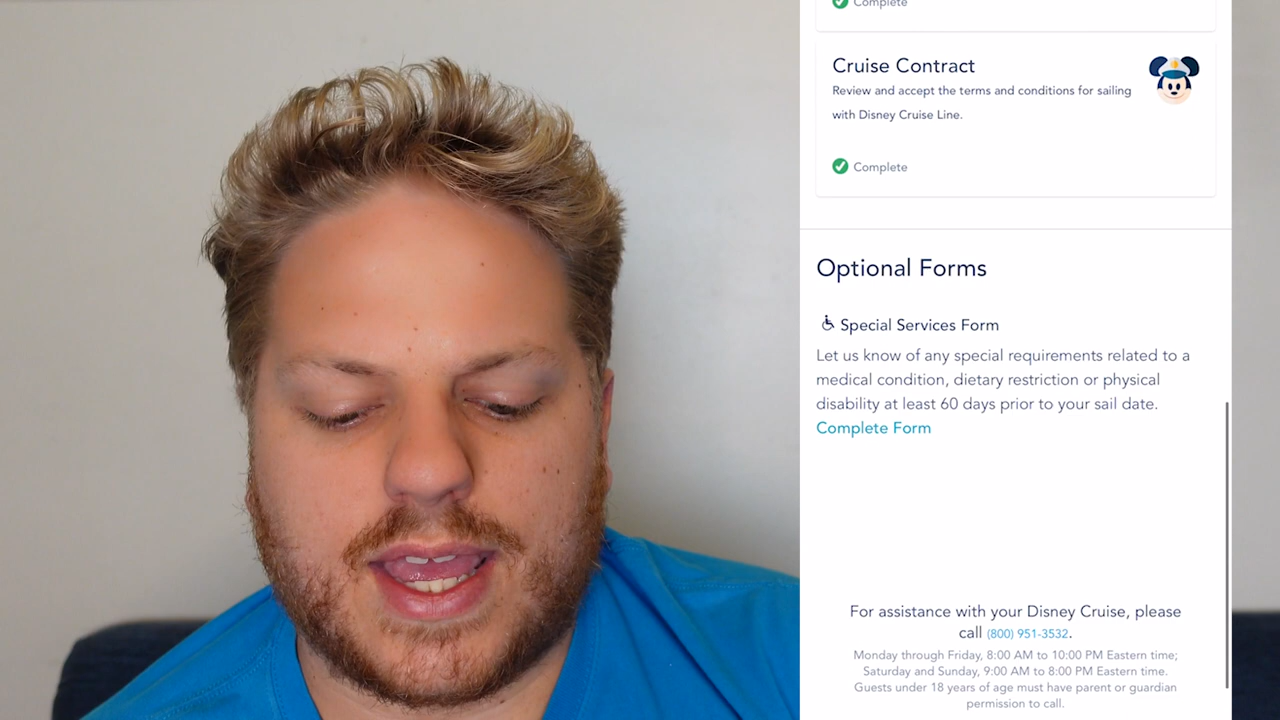 Complete
Cruise Contract
Review and accept the terms and conditions for sailing
with Disney Cruise Line.
Complete
Optional Forms
Special Services Form
Let us know of any special requirements related to a
medical condition, dietary restriction or physical
disability at least 60 days prior to your sail date.
Complete Form
For assistance with your Disney Cruise, please
call (800) 951-3532.
Monday through Friday, 8:00 AM to 10:00 PM Eastern time;
Saturday and Sunday, 9:00 AM to 8:00 PM Eastern time.
Guests under 18 years of age must have parent or guardian
permission to call.